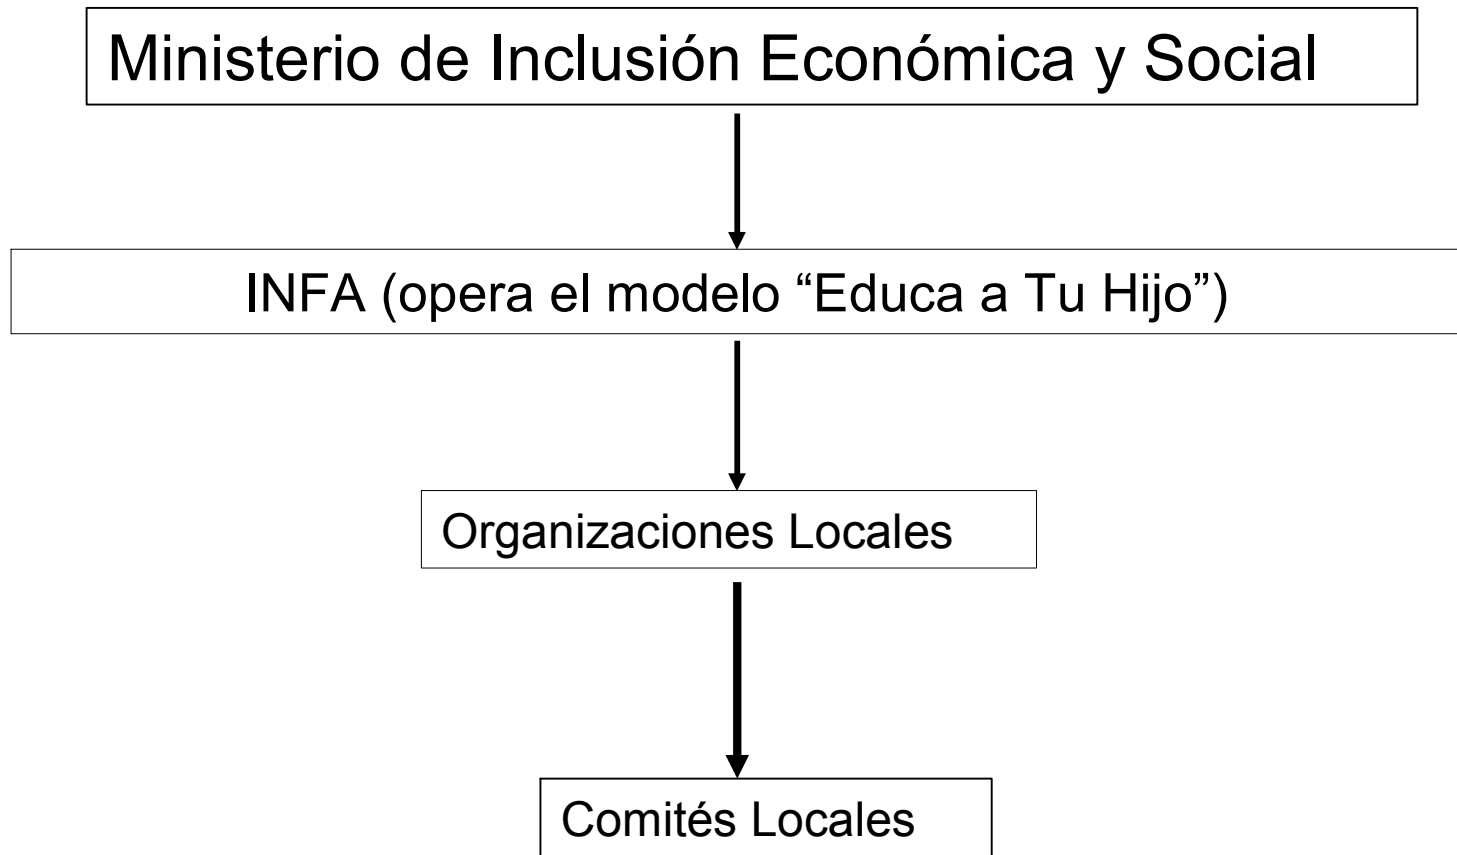 Ministerio de Inclusión Económica y Social
INFA (opera el modelo “Educa a Tu Hijo”)
Organizaciones Locales
Comités Locales